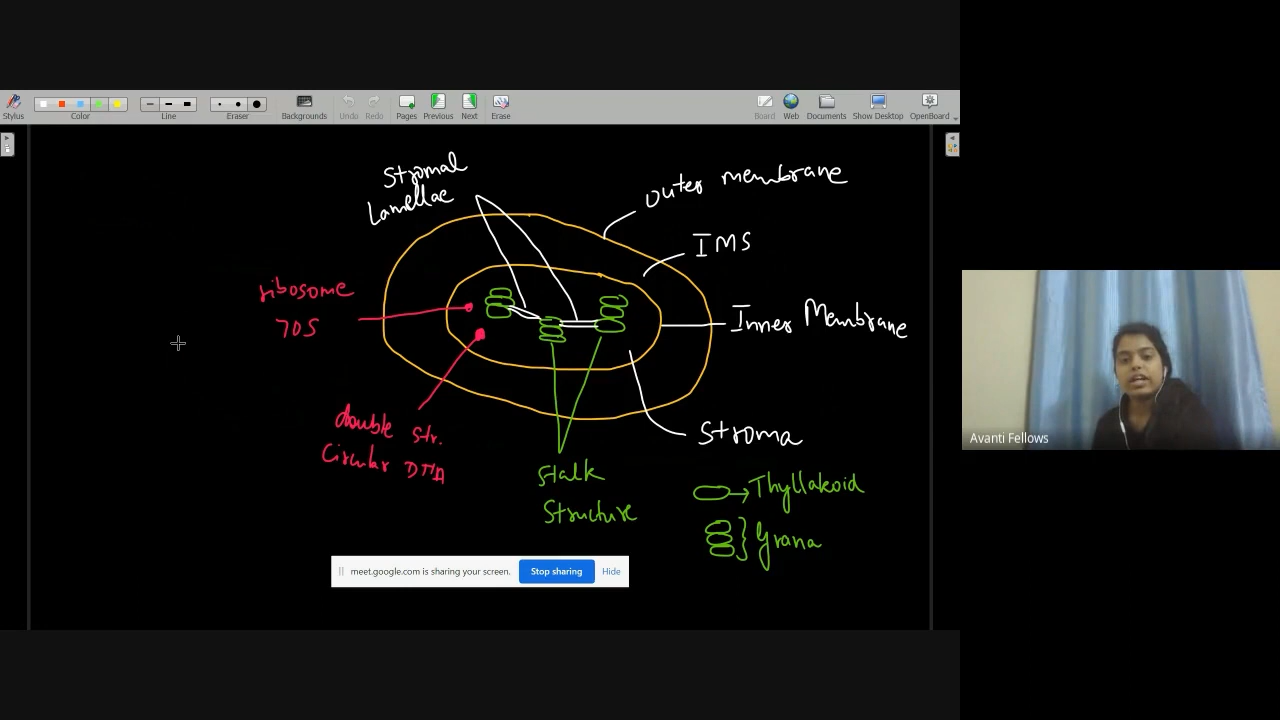 Stylus
Color
Line
Eraser
Backgrounds
Undo
Redo
Pages
Previous
Next
Erase
Board
Web
Documents
Show Desktop
OpenBoard
Stromal
Lamellae
outer membrane
IMS
ribosome
70S
Inner Membrane
double str.
Circular DNA
Stroma
Stalk
Structure
Thyllakoid
Grana
Avanti Fellows
meet.google.com is sharing your screen.
Stop sharing
Hide